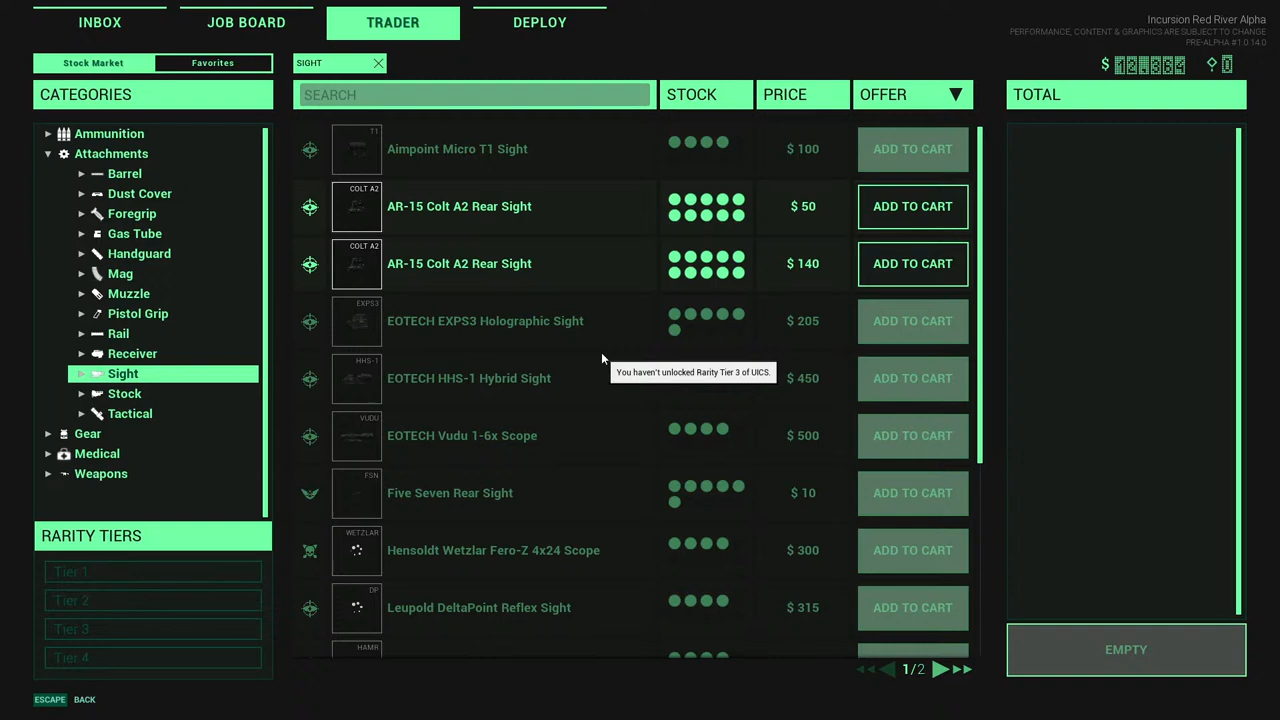 INBOX
JOB BOARD
TRADER
DEPLOY
Incursion Red River Alpha
PERFORMANCE, CONTENT & GRAPHICS ARE SUBJECT TO CHANGE
PRE-ALPHA #1.0.14.0
Stock Market
Favorites
SIGHT
$
CATEGORIES
SEARCH
STOCK
PRICE
OFFER
TOTAL
Ammunition
Attachments
Barrel
Dust Cover
Foregrip
Gas Tube
Handguard
Mag
Muzzle
Pistol Grip
Rail
Receiver
Sight
Stock
Tactical
Gear
Medical
Weapons
RARITY TIERS
Tier 1
Tier 2
Tier 3
Tier 4
T1
Aimpoint Micro T1 Sight
$ 100
ADD TO CART
COLT A2
AR-15 Colt A2 Rear Sight
$ 50
ADD TO CART
COLT A2
AR-15 Colt A2 Rear Sight
$ 140
ADD TO CART
EXPS3
EOTECH EXPS3 Holographic Sight
$ 205
ADD TO CART
HHS-1
EOTECH HHS-1 Hybrid Sight
You haven't unlocked Rarity Tier 3 of UICS.
$ 450
ADD TO CART
VUDU
EOTECH Vudu 1-6x Scope
$ 500
ADD TO CART
FSN
Five Seven Rear Sight
$ 10
ADD TO CART
WETZLAR
Hensoldt Wetzlar Fero-Z 4x24 Scope
$ 300
ADD TO CART
DP
Leupold DeltaPoint Reflex Sight
$ 315
ADD TO CART
HAMR
1/2
EMPTY
ESCAPE
BACK